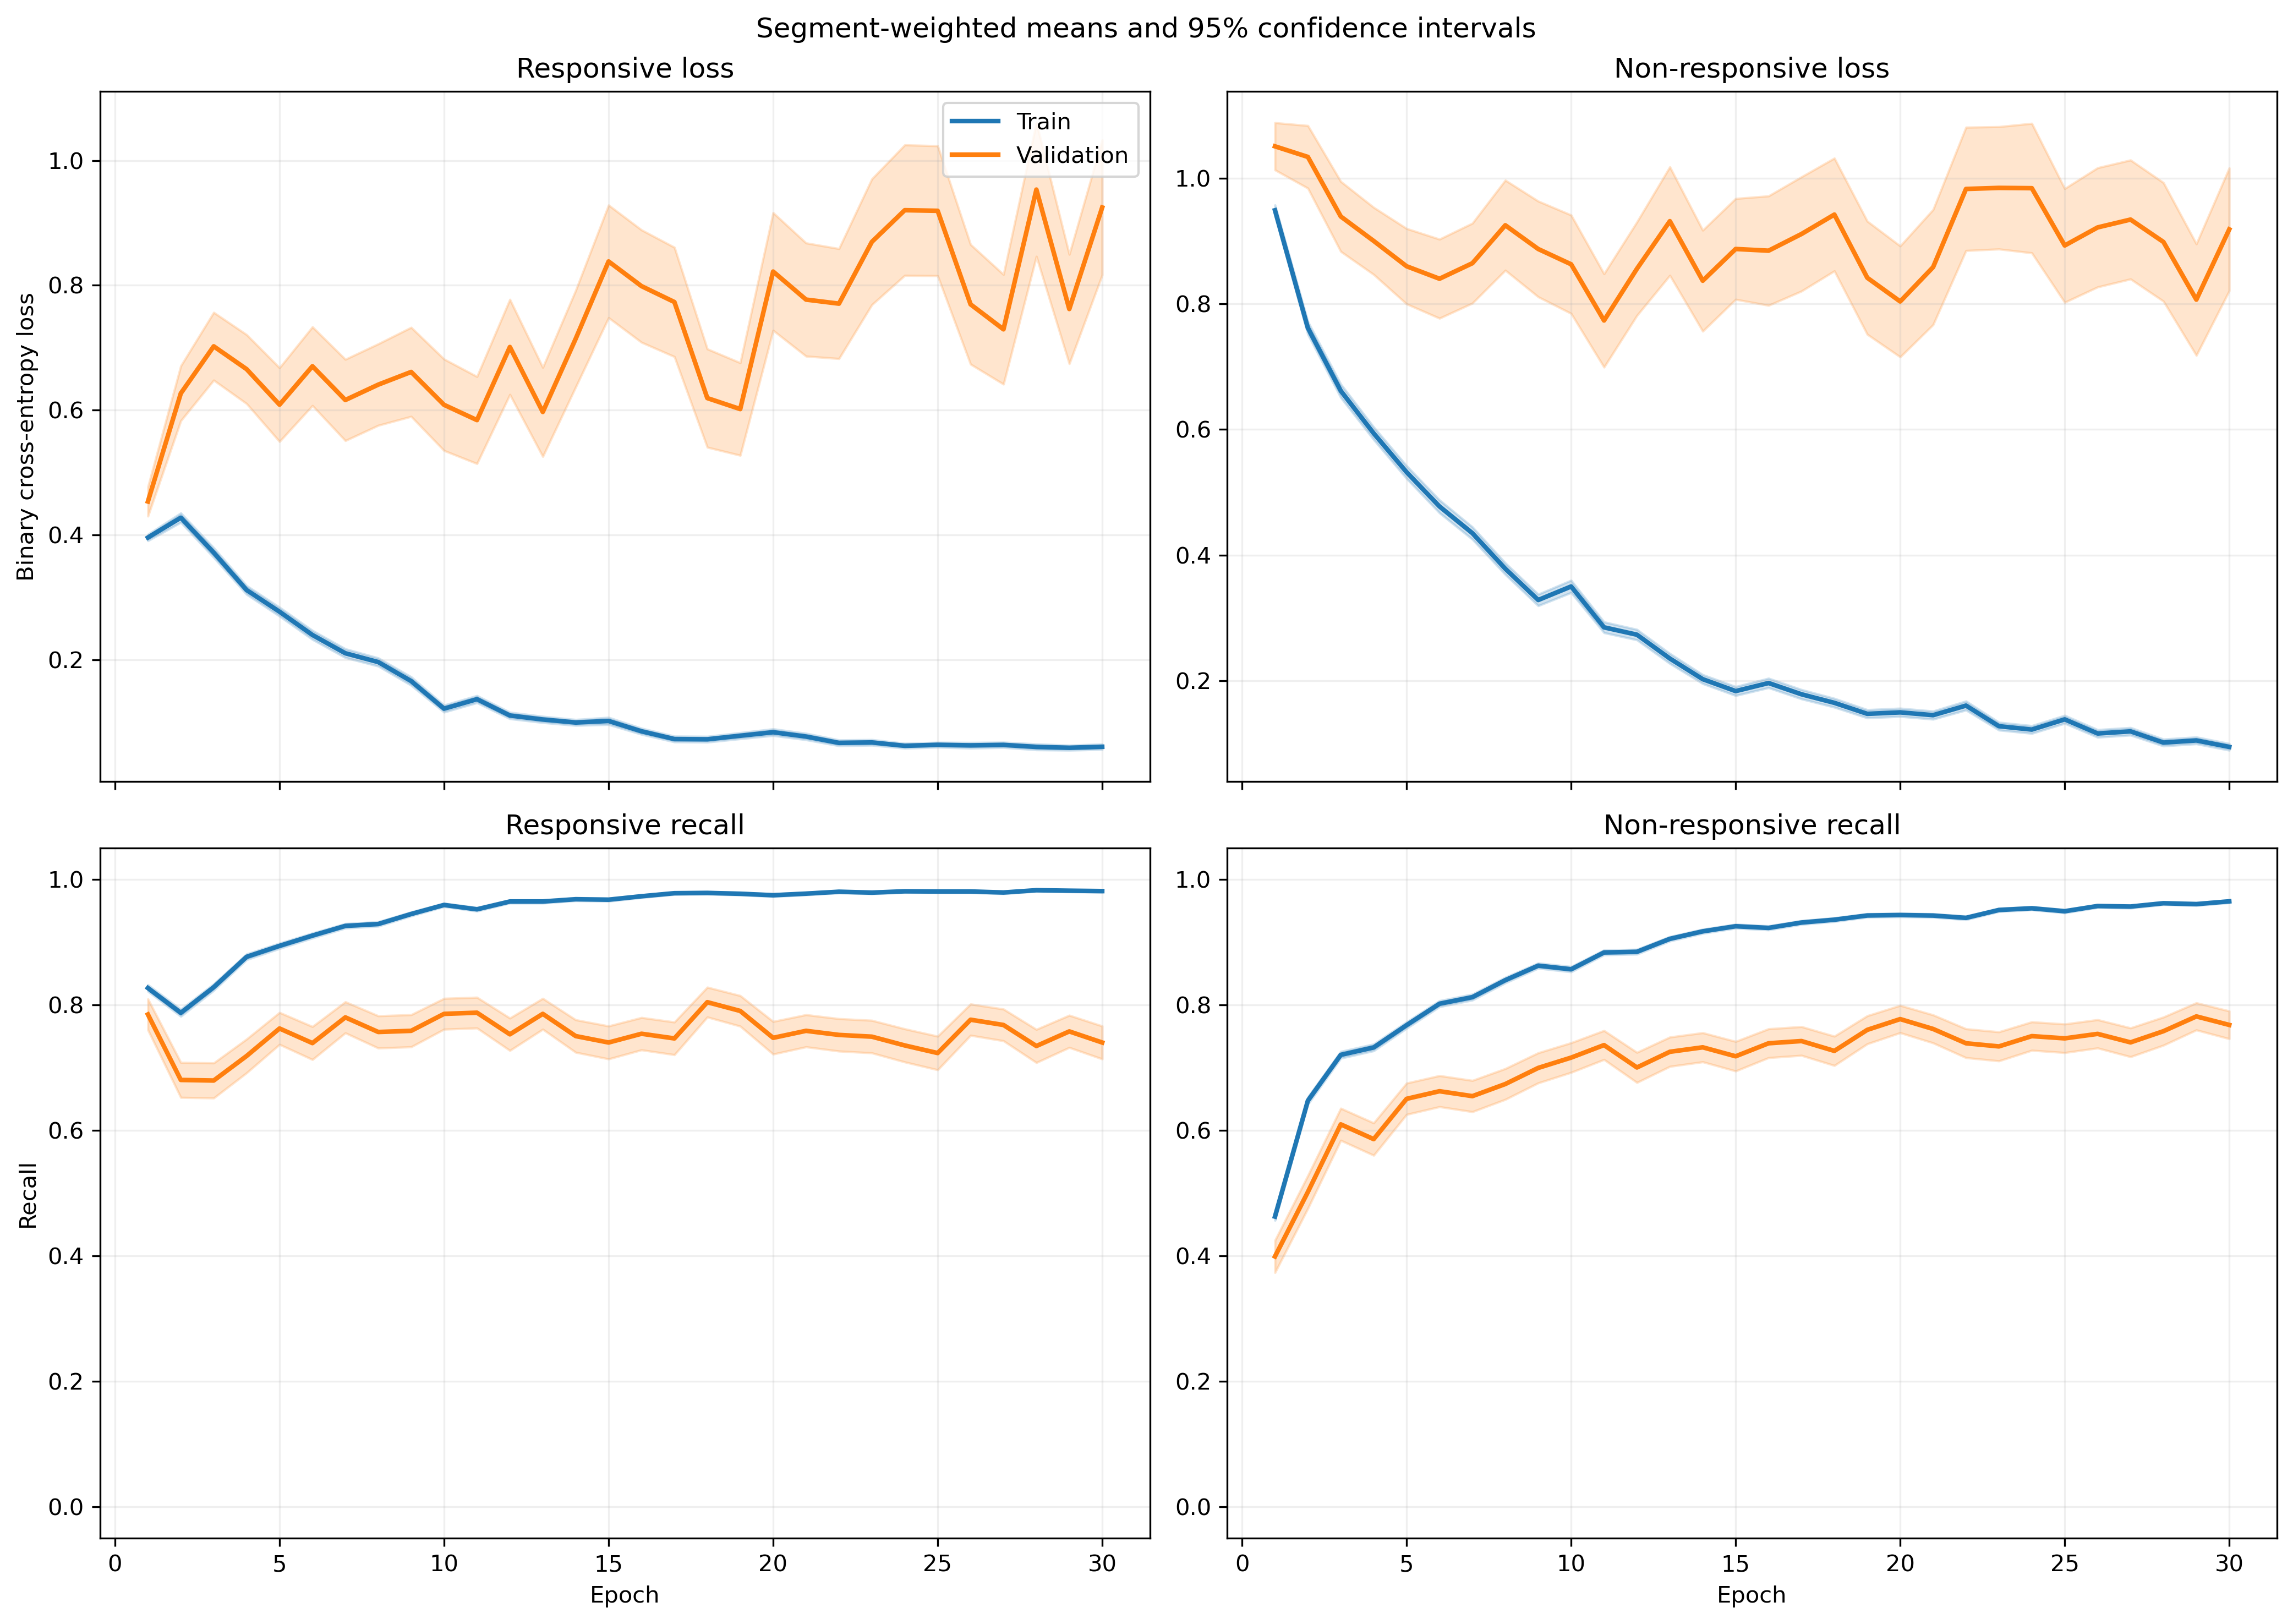 Segment-weighted means and 95% confidence intervals
Responsive loss
Non-responsive loss
Train
Validation
Binary cross-entropy loss
1.0
0.8
0.6
0.4
0.2
1.0
0.8
0.6
0.4
0.2
Responsive recall
Non-responsive recall
Recall
1.0
0.8
0.6
0.4
0.2
0.0
1.0
0.8
0.6
0.4
0.2
0.0
0 5 10 15 20 25 30
0 5 10 15 20 25 30
Epoch
Epoch